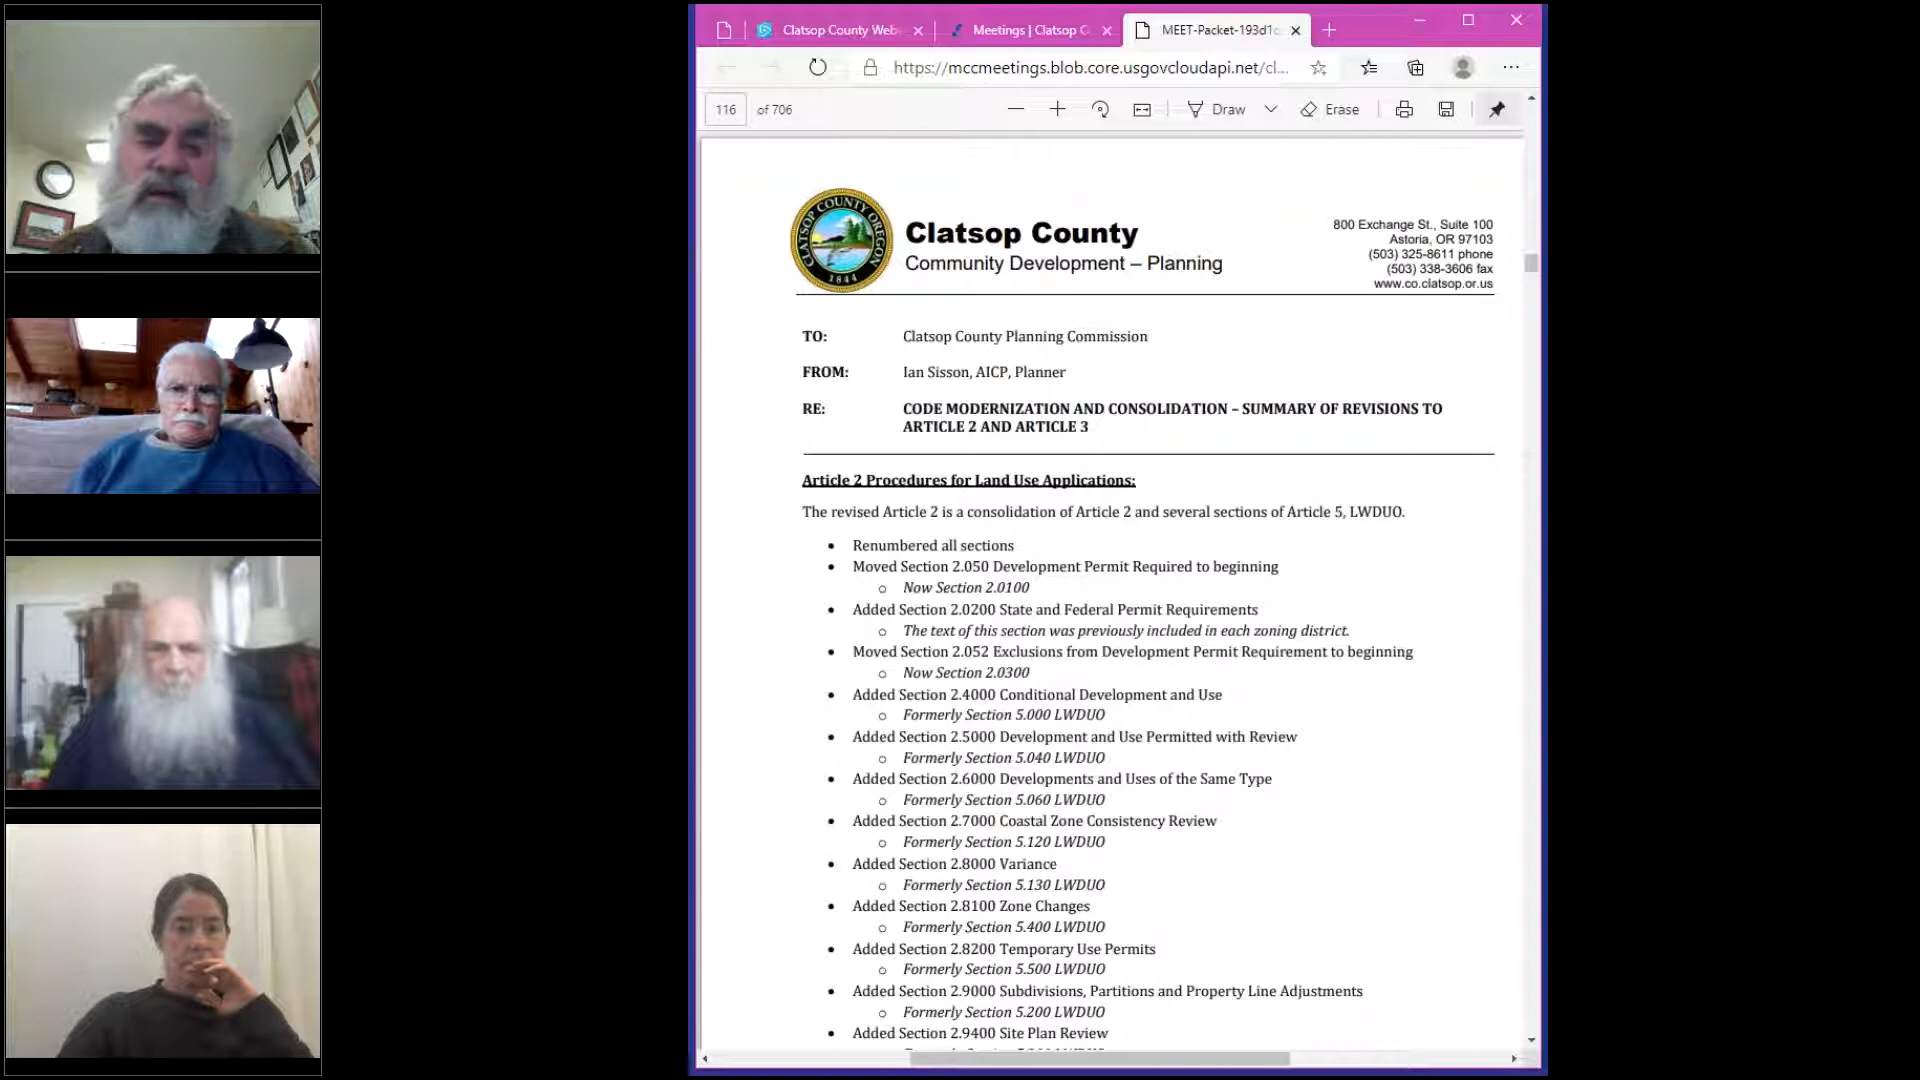 Clatsop County Web
Meetings | Clatsop C
MEET-Packet-193d1c
https://mccmeetings.blob.core.usgovcloudapi.net/cl...
116 of 706
Draw
Erase
CLATSOP COUNTY OREGON
1844
Clatsop County
Community Development – Planning
800 Exchange St., Suite 100
Astoria, OR 97103
(503) 325-8611 phone
(503) 338-3606 fax
www.co.clatsop.or.us
TO: Clatsop County Planning Commission
FROM: Ian Sisson, AICP, Planner
RE: CODE MODERNIZATION AND CONSOLIDATION – SUMMARY OF REVISIONS TO
ARTICLE 2 AND ARTICLE 3
Article 2 Procedures for Land Use Applications:
The revised Article 2 is a consolidation of Article 2 and several sections of Article 5, LWDUO.
• Renumbered all sections
• Moved Section 2.050 Development Permit Required to beginning
o Now Section 2.0100
• Added Section 2.0200 State and Federal Permit Requirements
o The text of this section was previously included in each zoning district.
• Moved Section 2.052 Exclusions from Development Permit Requirement to beginning
o Now Section 2.0300
• Added Section 2.4000 Conditional Development and Use
o Formerly Section 5.000 LWDUO
• Added Section 2.5000 Development and Use Permitted with Review
o Formerly Section 5.040 LWDUO
• Added Section 2.6000 Developments and Uses of the Same Type
o Formerly Section 5.060 LWDUO
• Added Section 2.7000 Coastal Zone Consistency Review
o Formerly Section 5.120 LWDUO
• Added Section 2.8000 Variance
o Formerly Section 5.130 LWDUO
• Added Section 2.8100 Zone Changes
o Formerly Section 5.400 LWDUO
• Added Section 2.8200 Temporary Use Permits
o Formerly Section 5.500 LWDUO
• Added Section 2.9000 Subdivisions, Partitions and Property Line Adjustments
o Formerly Section 5.200 LWDUO
• Added Section 2.9400 Site Plan Review